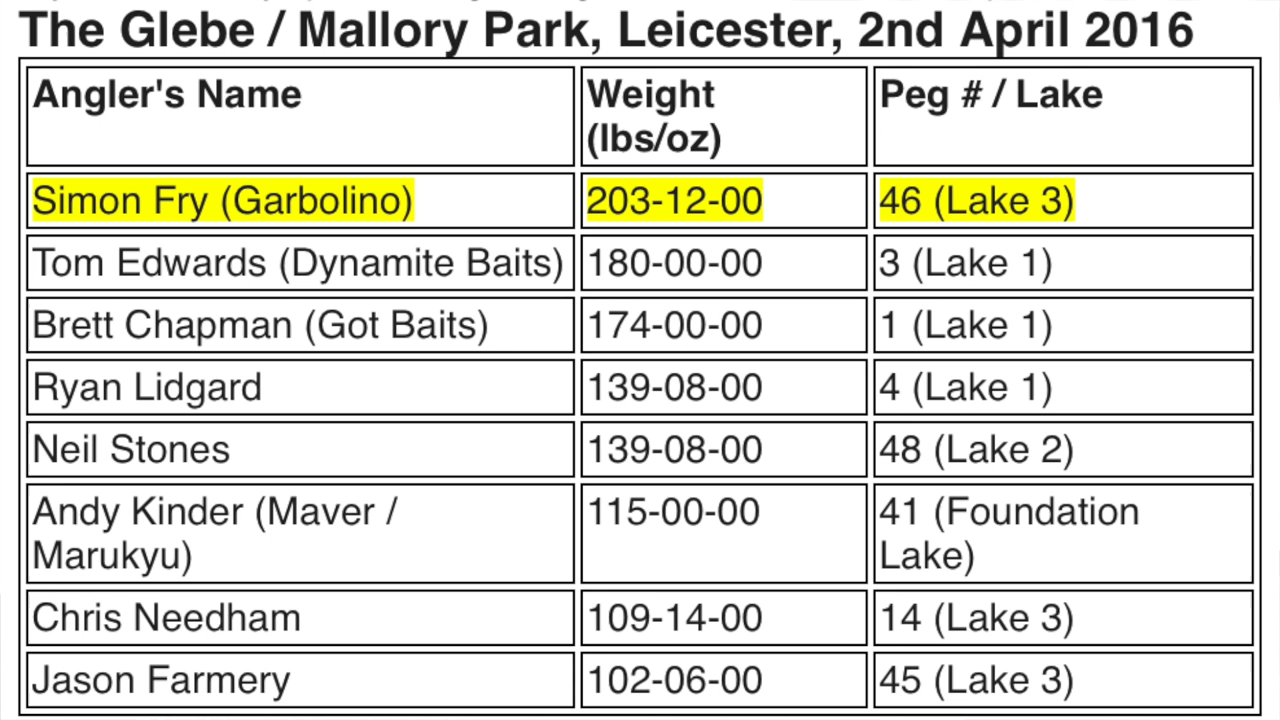 The Glebe / Mallory Park, Leicester, 2nd April 2016
Angler's Name
Weight
(lbs/oz)
Peg # / Lake
Simon Fry (Garbolino)
203-12-00
46 (Lake 3)
Tom Edwards (Dynamite Baits)
180-00-00
3 (Lake 1)
Brett Chapman (Got Baits)
174-00-00
1 (Lake 1)
Ryan Lidgard
139-08-00
4 (Lake 1)
Neil Stones
139-08-00
48 (Lake 2)
Andy Kinder (Maver /
Marukyu)
115-00-00
41 (Foundation
Lake)
Chris Needham
109-14-00
14 (Lake 3)
Jason Farmery
102-06-00
45 (Lake 3)